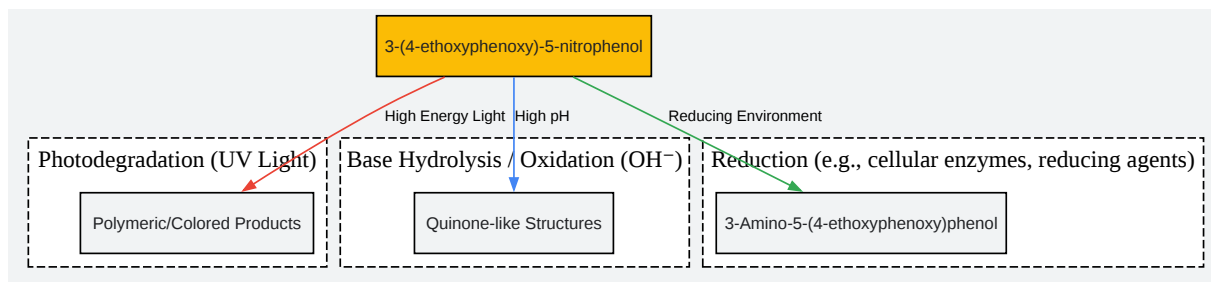 3-(4-ethoxyphenoxy)-5-nitrophenol
High Energy Light
High pH
Reducing Environment
Photodegradation (UV Light)
Base Hydrolysis / Oxidation (OH⁻)
Reduction (e.g., cellular enzymes, reducing agents)
Polymeric/Colored Products
Quinone-like Structures
3-Amino-5-(4-ethoxyphenoxy)phenol